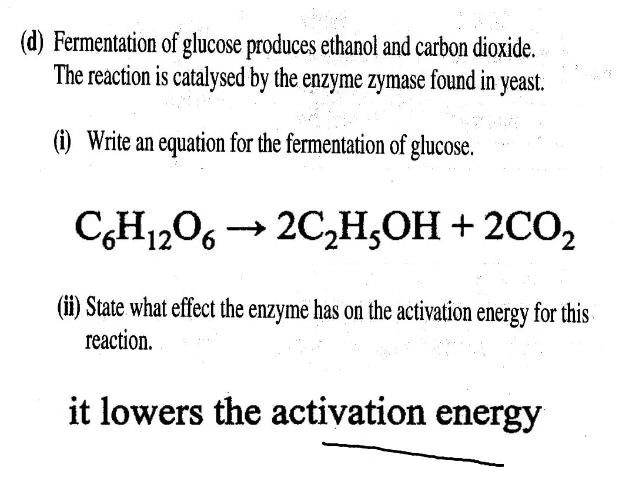 (d) Fermentation of glucose produces ethanol and carbon dioxide.
The reaction is catalysed by the enzyme zymase found in yeast.
(i) Write an equation for the fermentation of glucose.
C₆H₁₂O₆ → 2C₂H₅OH + 2CO₂
(ii) State what effect the enzyme has on the activation energy for this
reaction.
it lowers the activation energy